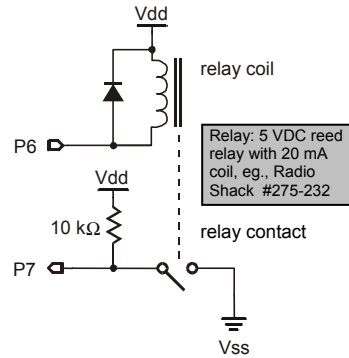 Vdd
relay coil
P6
Relay: 5 VDC reed
relay with 20 mA
coil, eg., Radio
Shack #275-232
Vdd
10 kΩ
relay contact
P7
Vss